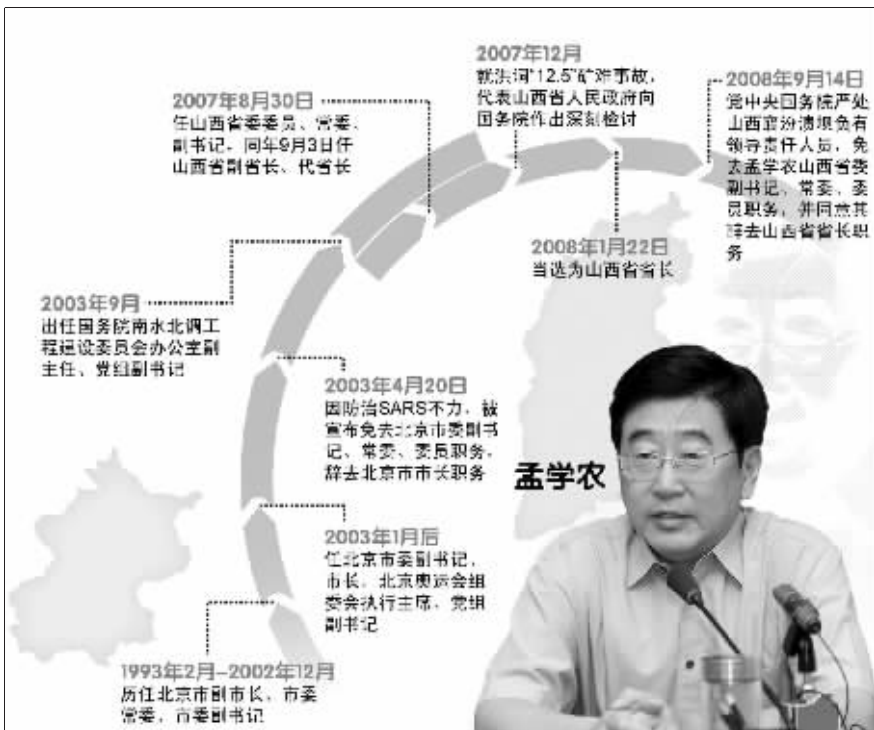 2007年12月
就洪洞“12.5”矿难事故，
代表山西省人民政府向
国务院作出深刻检讨
2008年9月14日
党中央国务院严处
山西襄汾溃坝负有
领导责任人员，免
去孟学农山西省委
副书记、常委、委
员职务，并同意其
辞去山西省省长职
务
2007年8月30日
任山西省委委员、常委、
副书记，同年9月3日任
山西省副省长、代省长
2008年1月22日
当选为山西省省长
2003年9月
出任国务院南水北调工
程建设委员会办公室副
主任、党组副书记
2003年4月20日
因防治SARS不力，被
宣布免去北京市委副书
记、常委、委员职务，
辞去北京市市长职务
孟学农
2003年1月后
任北京市委副书记，
市长，北京奥运会组
委会执行主席、党组
副书记
1993年2月-2002年12月
历任北京市副市长、市委
常委、市委副书记